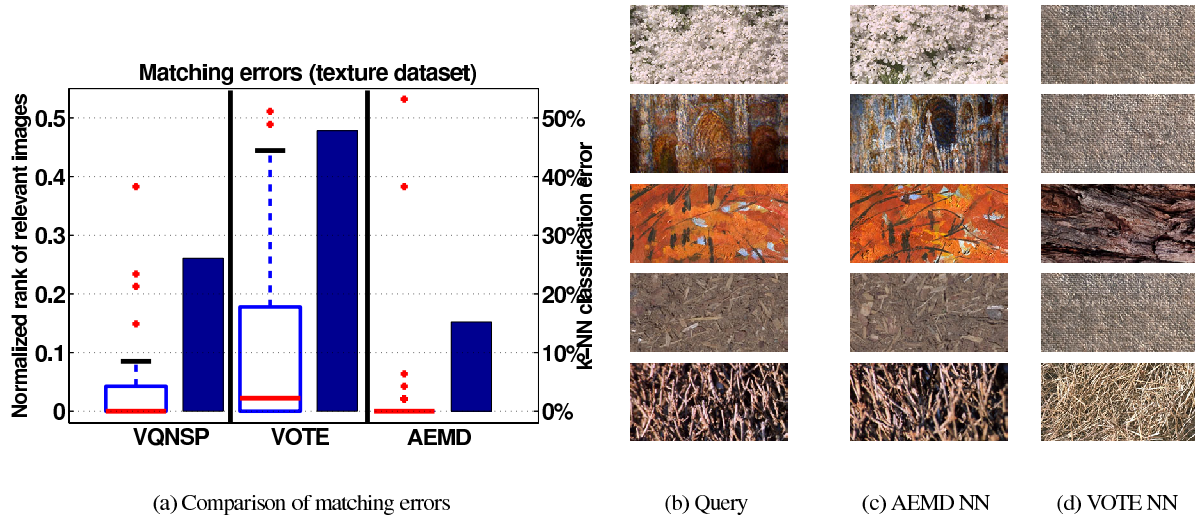 Matching errors (texture dataset)
Normalized rank of relevant images
0.5
0.4
0.3
0.2
0.1
0
50%
40%
30%
20%
10%
0%
k-NN classification error
VQNSP
VOTE
AEMD
(a) Comparison of matching errors
(b) Query
(c) AEMD NN
(d) VOTE NN